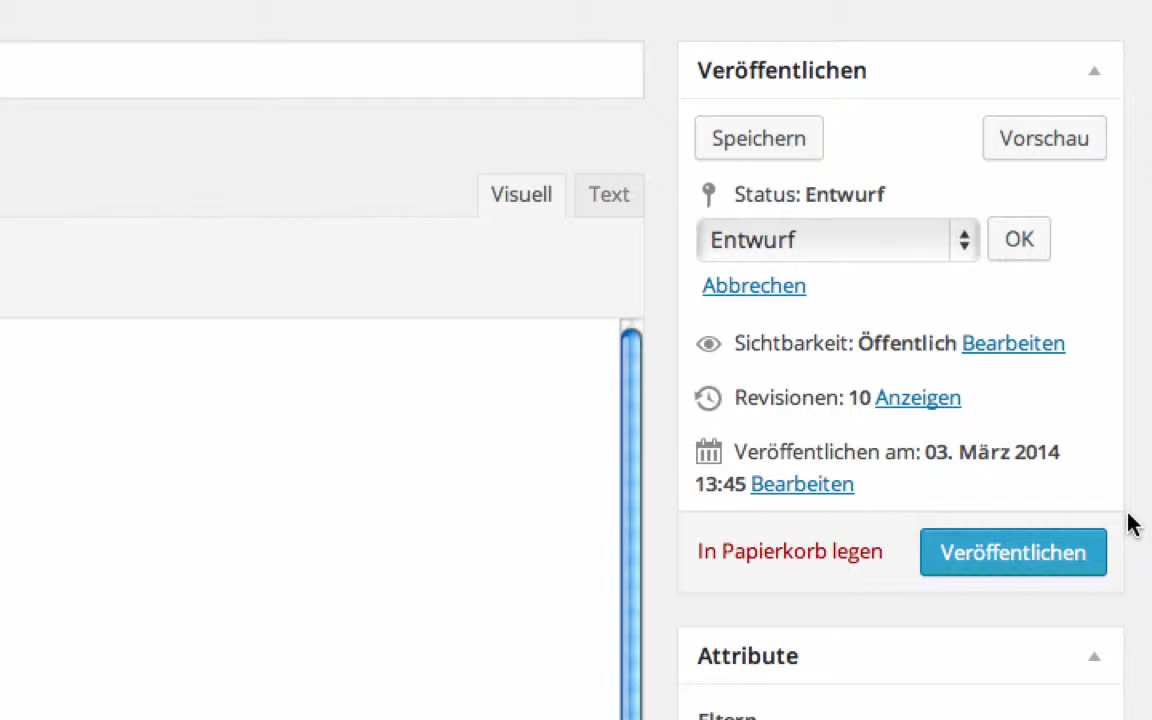 Veröffentlichen
Speichern Vorschau
Visuell Text
Status: Entwurf
Entwurf OK
Abbrechen
Sichtbarkeit: Öffentlich Bearbeiten
Revisionen: 10 Anzeigen
Veröffentlichen am: 03. März 2014
13:45 Bearbeiten
In Papierkorb legen Veröffentlichen
Attribute
Eltern